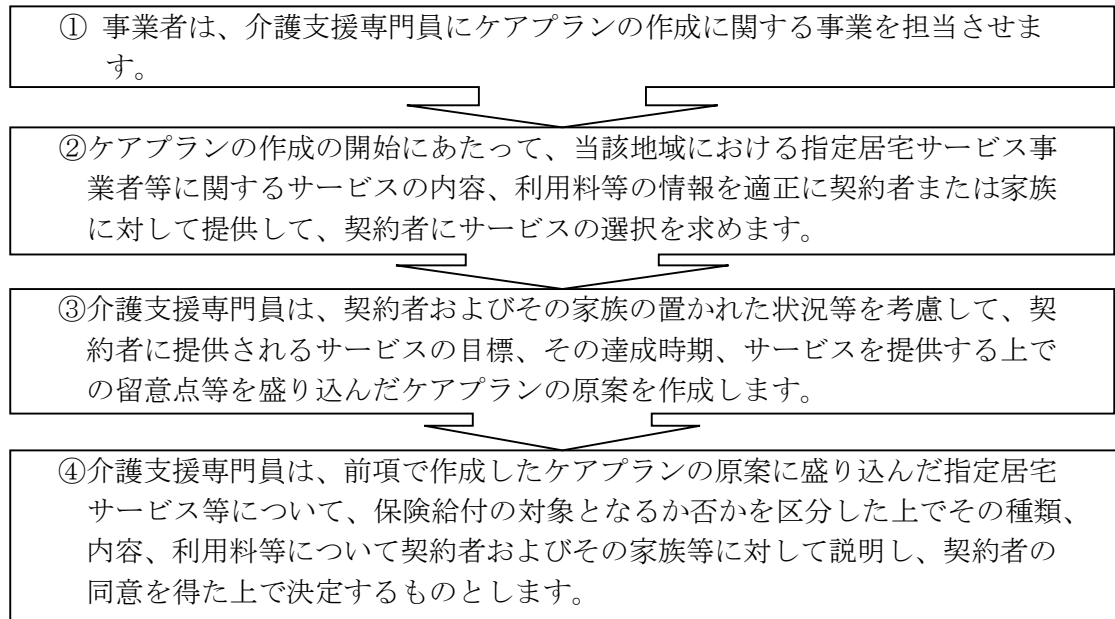 ① 事業者は、介護支援専門員にケアプランの作成に関する事業を担当させま
す。
②ケアプランの作成の開始にあたって、当該地域における指定居宅サービス事
業者等に関するサービスの内容、利用料等の情報を適正に契約者または家族
に対して提供して、契約者にサービスの選択を求めます。
③介護支援専門員は、契約者およびその家族の置かれた状況等を考慮して、契
約者に提供されるサービスの目標、その達成時期、サービスを提供する上で
の留意点等を盛り込んだケアプランの原案を作成します。
④介護支援専門員は、前項で作成したケアプランの原案に盛り込んだ指定居宅
サービス等について、保険給付の対象となるか否かを区分した上でその種類、
内容、利用料等について契約者およびその家族等に対して説明し、契約者の
同意を得た上で決定するものとします。